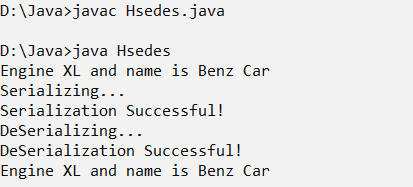 D:\Java>javac Hsedes.java
D:\Java>java Hsedes
Engine XL and name is Benz Car
Serializing...
Serialization Successful!
DeSerializing...
DeSerialization Successful!
Engine XL and name is Benz Car